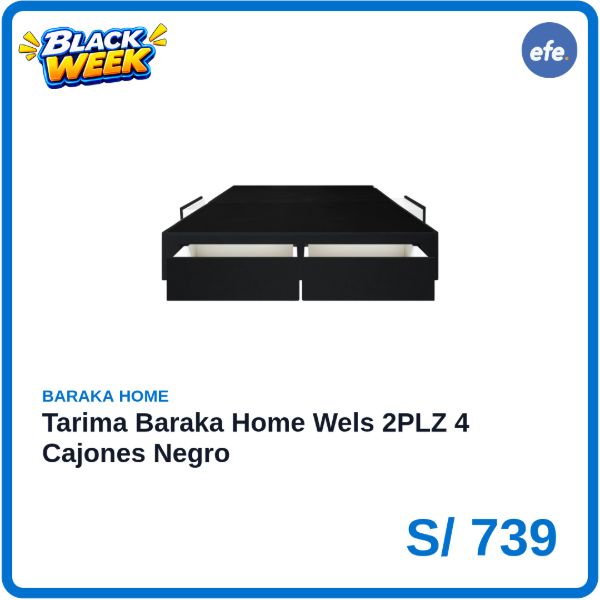 BLACK
WEEK
efe.
BARAKA HOME
Tarima Baraka Home Wels 2PLZ 4
Cajones Negro
S/ 739